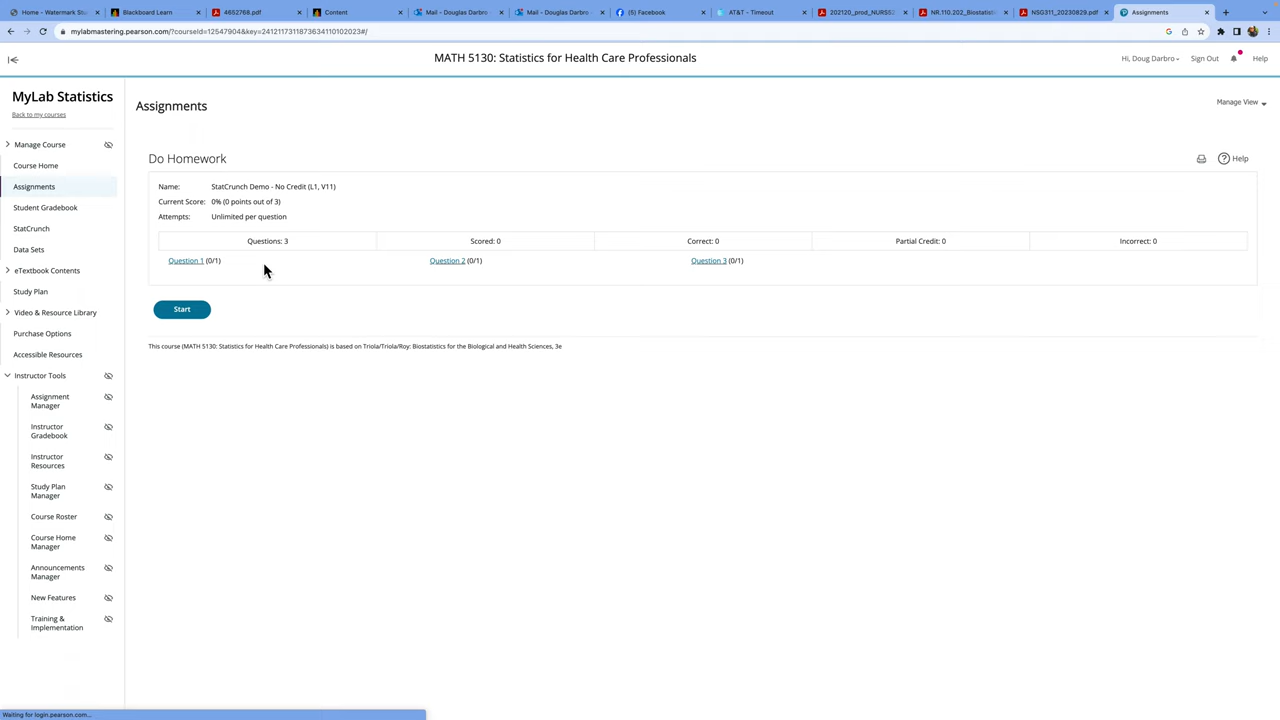 Home - Watermark Stu
Blackboard Learn
4652768.pdf
Content
Mail - Douglas Darbro
Mail - Douglas Darbro
(5) Facebook
AT&T - Timeout
202120_prod_NURS52
NR.110.202_Biostatisti
NSG311_20230829.pdf
Assignments
mylabmastering.pearson.com/?courseId=12547904&key=2412117311873634110102023#/
MATH 5130: Statistics for Health Care Professionals
Hi, Doug Darbro
Sign Out
Help
MyLab Statistics
Back to my courses
Manage Course
Course Home
Assignments
Student Gradebook
StatCrunch
Data Sets
eTextbook Contents
Study Plan
Video & Resource Library
Purchase Options
Accessible Resources
Instructor Tools
Assignment
Manager
Instructor
Gradebook
Instructor
Resources
Study Plan
Manager
Course Roster
Course Home
Manager
Announcements
Manager
New Features
Training &
Implementation
Assignments
Manage View
Do Homework
Help
Name: StatCrunch Demo - No Credit (L1, V11)
Current Score: 0% (0 points out of 3)
Attempts: Unlimited per question
Questions: 3 Scored: 0 Correct: 0 Partial Credit: 0 Incorrect: 0
Question 1 (0/1) Question 2 (0/1) Question 3 (0/1)
Start
This course (MATH 5130: Statistics for Health Care Professionals) is based on Triola/Triola/Roy: Biostatistics for the Biological and Health Sciences, 3e
Waiting for login.pearson.com...